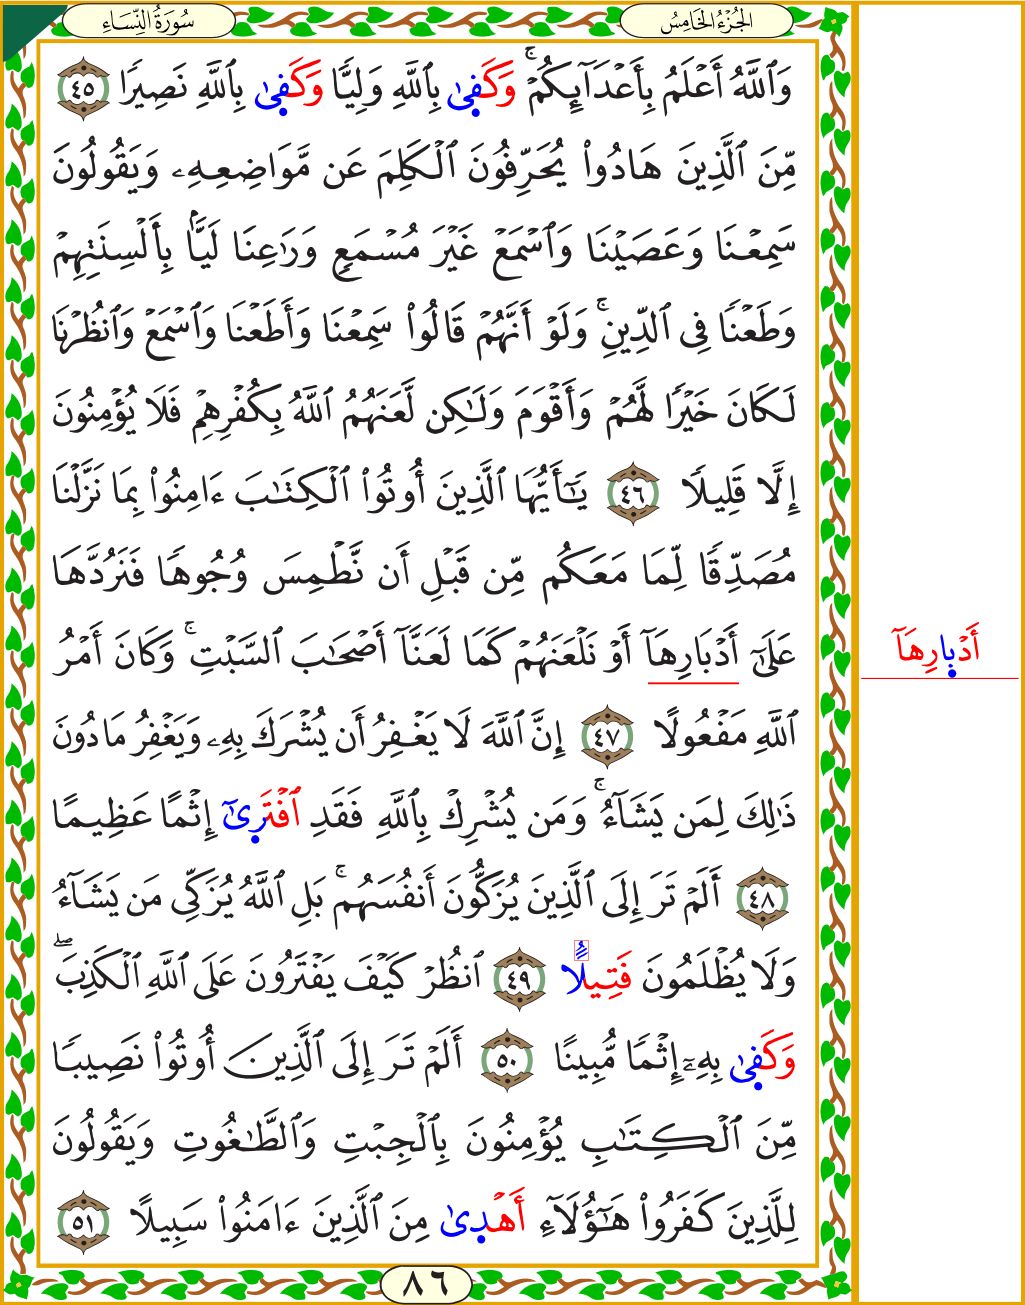 سُورَةُ النِّسَاءِ
الجُزْءُ الخَامِسُ
وَٱللَّهُ أَعۡلَمُ بِأَعۡدَآئِكُمۡۚ وَكَفِىٰ بِٱللَّهِ وَلِيّٗا وَكَفِىٰ بِٱللَّهِ نَصِيرٗا ٤٥
مِّنَ ٱلَّذِينَ هَادُواْ يُحَرِّفُونَ ٱلۡكَلِمَ عَن مَّوَاضِعِهِۦ وَيَقُولُونَ
سَمِعۡنَا وَعَصَيۡنَا وَٱسۡمَعۡ غَيۡرَ مُسۡمَعٖ وَرَٰعِنَا لَيَّۢا بِأَلۡسِنَتِهِمۡ
وَطَعۡنٗا فِى ٱلدِّينِۚ وَلَوۡ أَنَّهُمۡ قَالُواْ سَمِعۡنَا وَأَطَعۡنَا وَٱسۡمَعۡ وَٱنظُرۡنَا
لَكَانَ خَيۡرٗا لَّهُمۡ وَأَقۡوَمَ وَلَٰكِن لَّعَنَهُمُ ٱللَّهُ بِكُفۡرِهِمۡ فَلَا يُؤۡمِنُونَ
إِلَّا قَلِيلٗا ٤٦ يَٰٓأَيُّهَا ٱلَّذِينَ أُوتُواْ ٱلۡكِتَٰبَ ءَامِنُواْ بِمَا نَزَّلۡنَا
مُصَدِّقٗا لِّمَا مَعَكُم مِّن قَبۡلِ أَن نَّطۡمِسَ وُجُوهٗا فَنَرُدَّهَا
عَلَىٰٓ أَدۡبَارِهَآ أَوۡ نَلۡعَنَهُمۡ كَمَا لَعَنَّآ أَصۡحَٰبَ ٱلسَّبۡتِۚ وَكَانَ أَمۡرُ
أَدۡبِارِهَآ
ٱللَّهِ مَفۡعُولًا ٤٧ إِنَّ ٱللَّهَ لَا يَغۡفِرُ أَن يُشۡرَكَ بِهِۦ وَيَغۡفِرُ مَا دُونَ
ذَٰلِكَ لِمَن يَشَآءُۚ وَمَن يُشۡرِكۡ بِٱللَّهِ فَقَدِ ٱفۡتَرِىٰٓ إِثۡمًا عَظِيمًا
٤٨ أَلَمۡ تَرَ إِلَى ٱلَّذِينَ يُزَكُّونَ أَنفُسَهُمۚ بَلِ ٱللَّهُ يُزَكِّى مَن يَشَآءُ
وَلَا يُظۡلَمُونَ فَتِيلًا ٤٩ ٱنظُرۡ كَيۡفَ يَفۡتَرُونَ عَلَى ٱللَّهِ ٱلۡكَذِبَۖ
وَكَفِىٰ بِهِۦٓ إِثۡمٗا مُّبِينًا ٥٠ أَلَمۡ تَرَ إِلَى ٱلَّذِينَ أُوتُواْ نَصِيبٗا
مِّنَ ٱلۡكِتَٰبِ يُؤۡمِنُونَ بِٱلۡجِبۡتِ وَٱلطَّٰغُوتِ وَيَقُولُونَ
لِلَّذِينَ كَفَرُواْ هَٰٓؤُلَآءِ أَهۡدِىٰ مِنَ ٱلَّذِينَ ءَامَنُواْ سَبِيلًا ٥١
٨٦